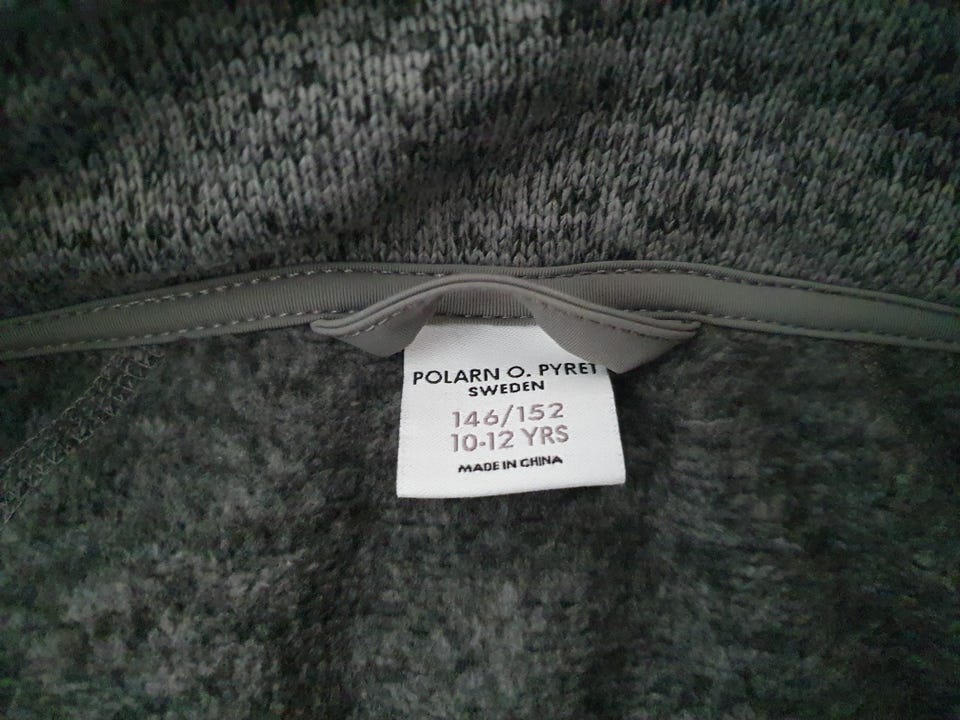 POLARN O. PYRET
SWEDEN
146/152
10-12 YRS
MADE IN CHINA